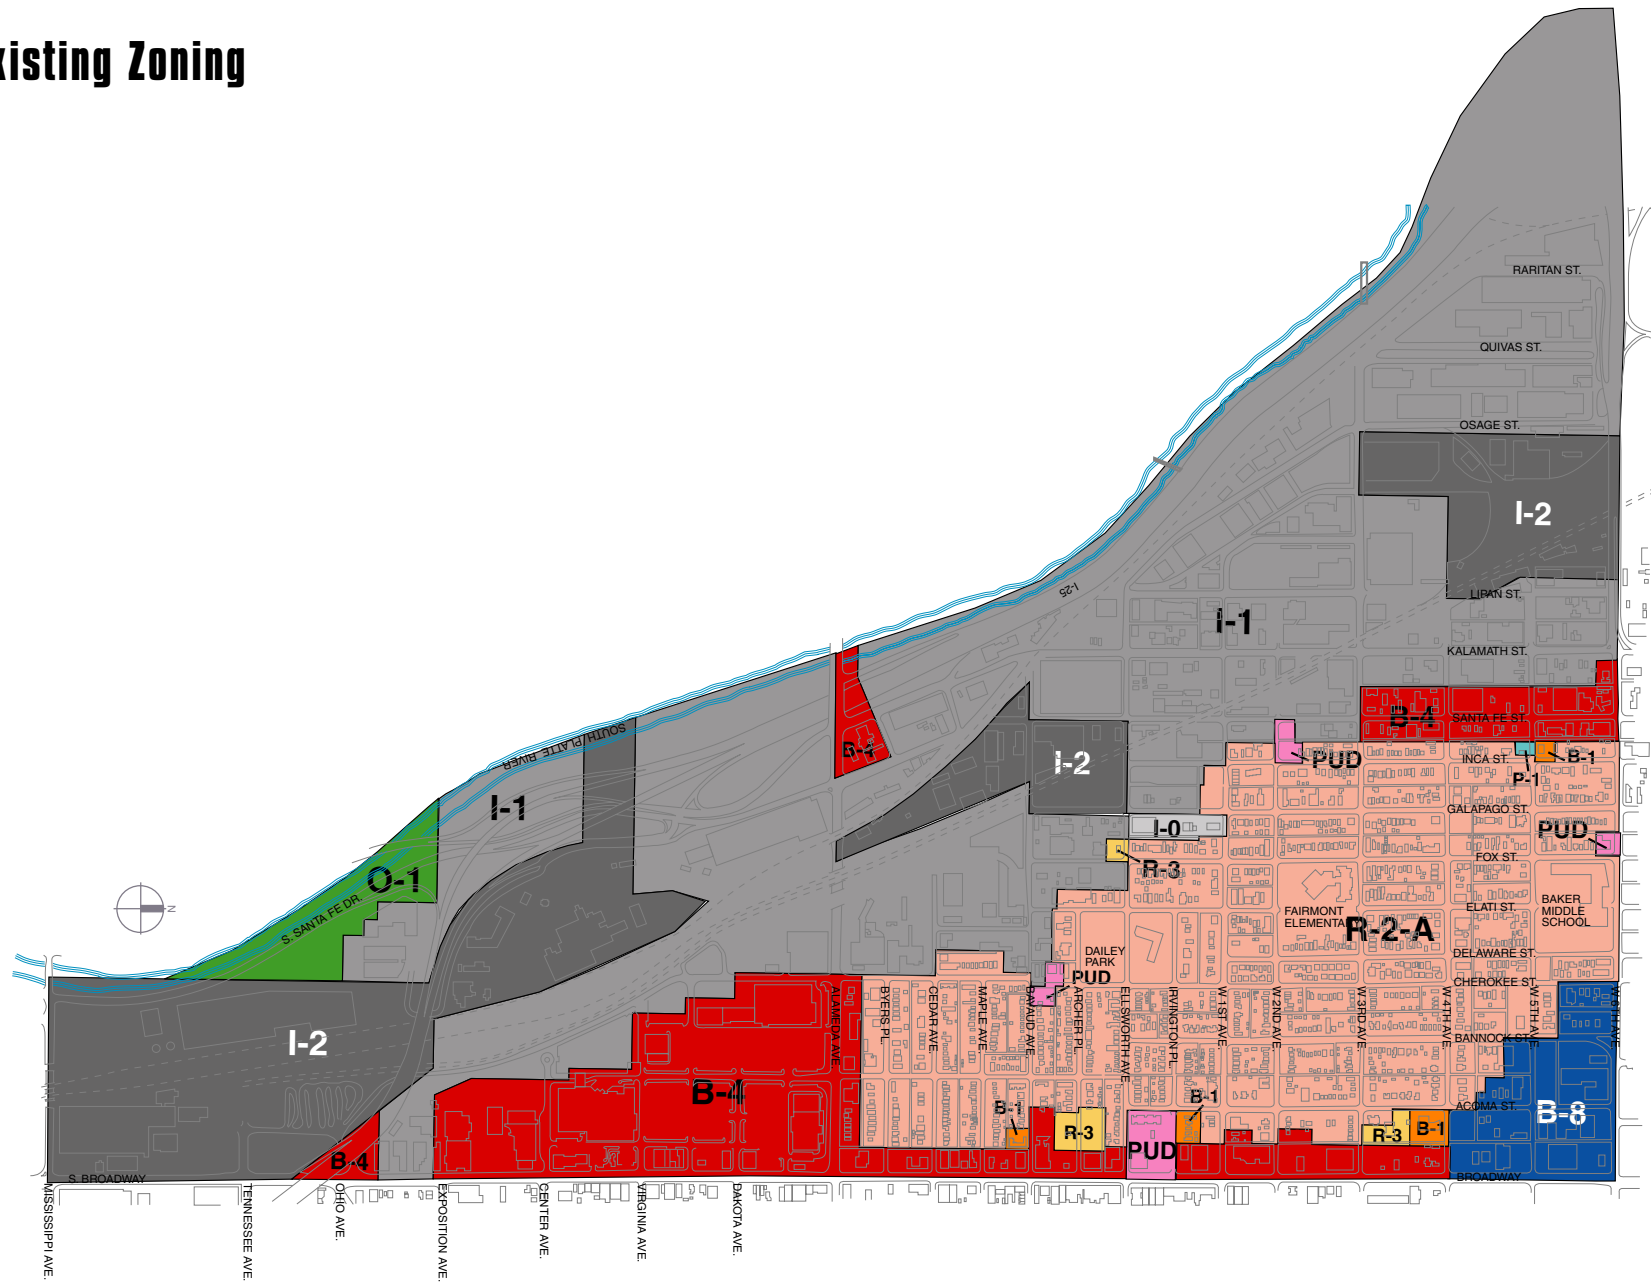 xisting Zoning
RARITAN ST.
QUIVAS ST.
OSAGE ST.
I-2
I-25
LIPAN ST.
I-1
KALAMATH ST.
B-4
SANTA FE ST.
SOUTH PLATTE RIVER
B-4
I-2
PUD
INCA ST.
B-1
P-1
I-1
GALAPAGO ST.
I-0
PUD
FOX ST.
R-3
O-1
S. SANTA FE DR.
N
FAIRMONT
ELEMENTA
ELATI ST.
BAKER
MIDDLE
SCHOOL
R-2-A
DAILEY
PARK
DELAWARE ST.
PUD
CHEROKEE ST.
ALAMEDA AVE.
BYERS PL.
CEDAR AVE.
MAPLE AVE.
BAYAUD AVE.
ARCHER PL.
ELLSWORTH AVE.
IRVINGTON PL.
W 1ST AVE.
W 2ND AVE.
W 3RD AVE.
W 4TH AVE.
W 5TH AVE.
W 6TH AVE.
BANNOCK ST.
I-2
B-4
B-1
B-1
ACOMA ST.
B-8
R-3
R-3
B-1
PUD
B-4
S. BROADWAY
BROADWAY
MISSISSIPPI AVE.
TENNESSEE AVE.
OHIO AVE.
EXPOSITION AVE.
CENTER AVE.
VIRGINIA AVE.
DAKOTA AVE.